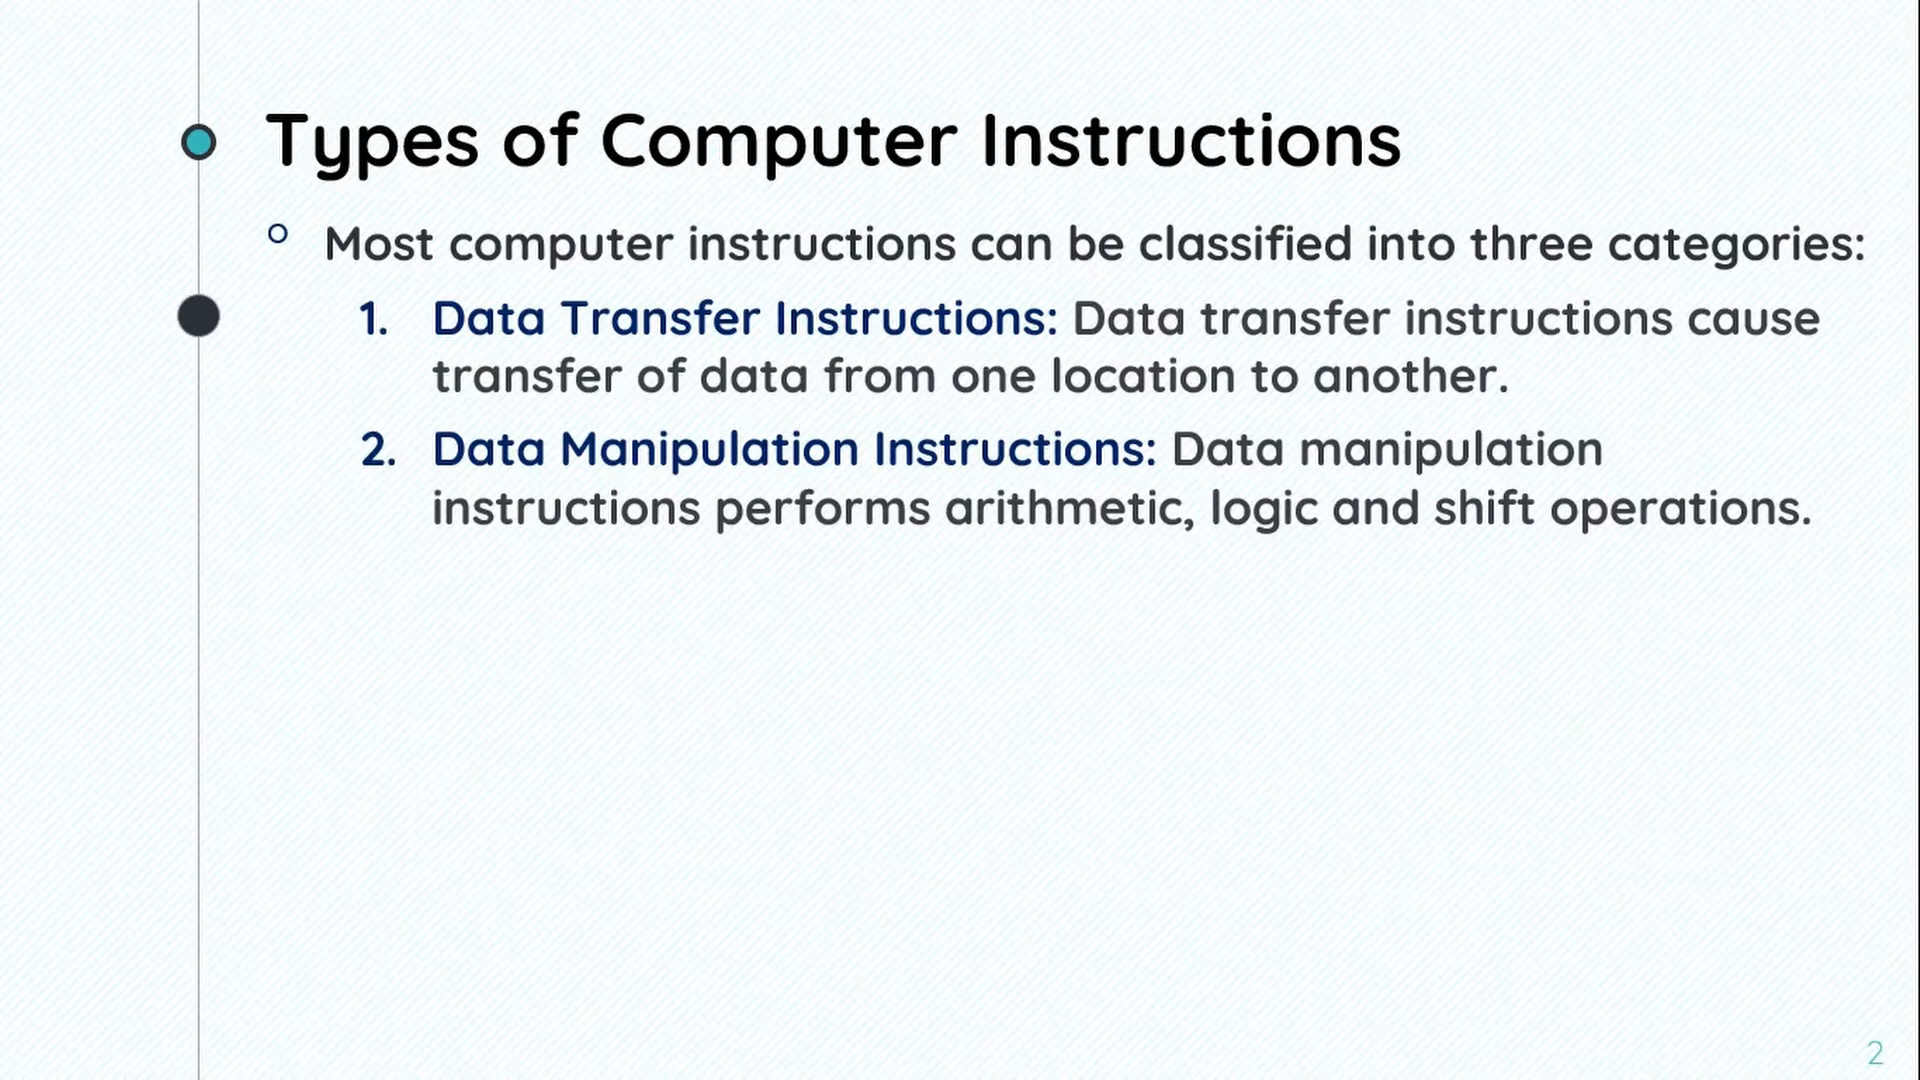 Types of Computer Instructions
Most computer instructions can be classified into three categories:
1. Data Transfer Instructions: Data transfer instructions cause
transfer of data from one location to another.
2. Data Manipulation Instructions: Data manipulation
instructions performs arithmetic, logic and shift operations.
2